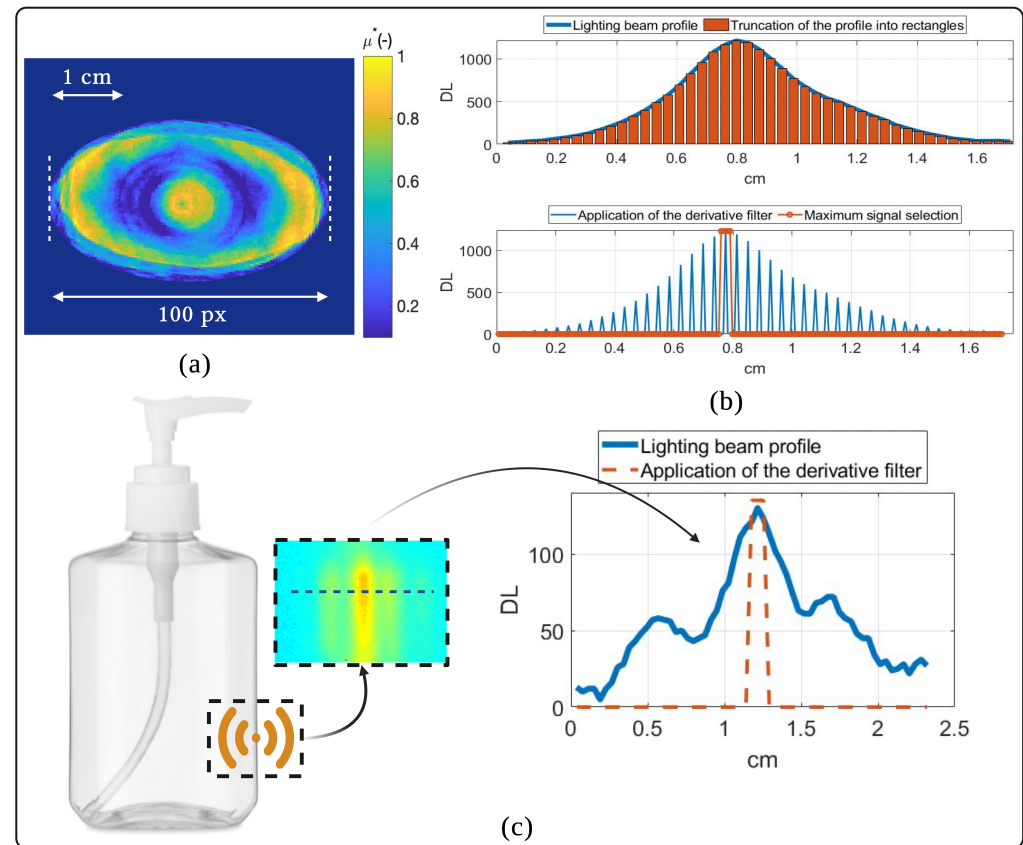 μ*(-)
1 cm
1
0.8
0.6
0.4
0.2
100 px
(a)
Lighting beam profile Truncation of the profile into rectangles
DL
1000
500
0
0 0.2 0.4 0.6 0.8 1 1.2 1.4 1.6
cm
Application of the derivative filter Maximum signal selection
DL
1000
500
0
0 0.2 0.4 0.6 0.8 1 1.2 1.4 1.6
cm
(b)
Lighting beam profile
Application of the derivative filter
DL
100
50
0
0 0.5 1 1.5 2 2.5
cm
(c)